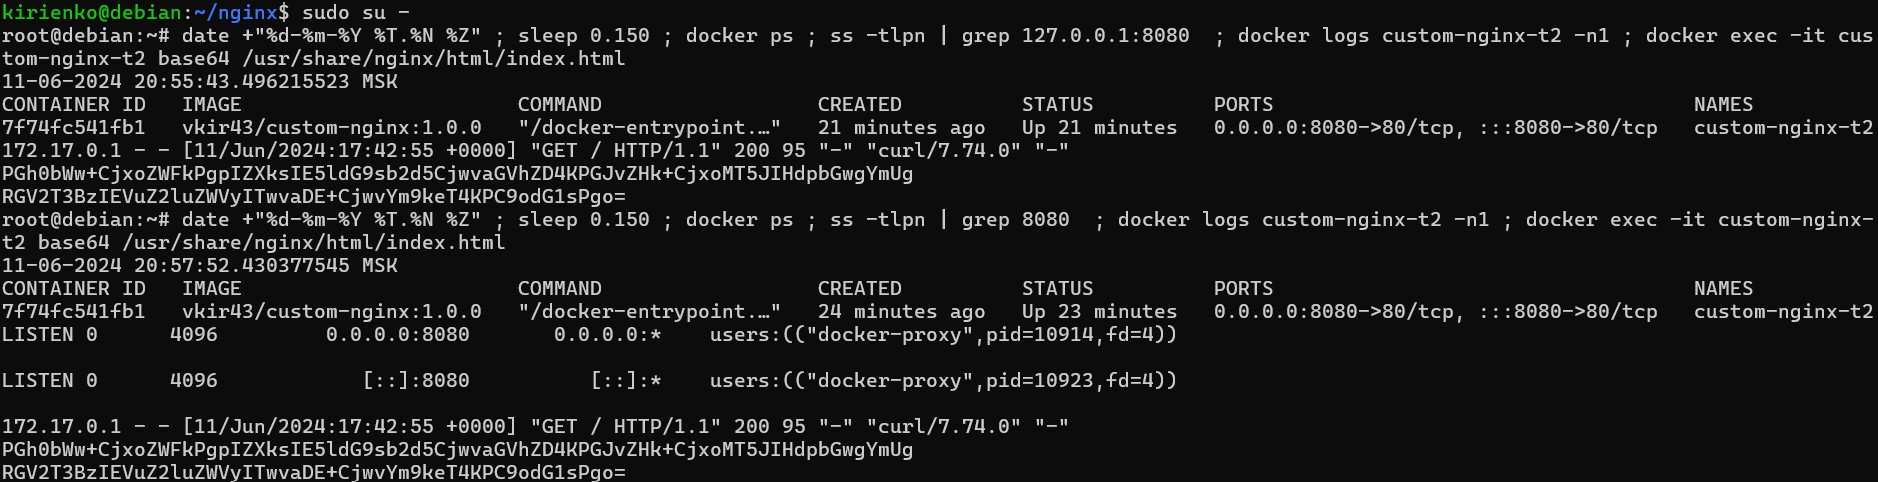 kirienko@debian:~/nginx$ sudo su -
root@debian:~# date +"%d-%m-%Y %T.%N %Z" ; sleep 0.150 ; docker ps ; ss -tlpn | grep 127.0.0.1:8080  ; docker logs custom-nginx-t2 -n1 ; docker exec -it cus
tom-nginx-t2 base64 /usr/share/nginx/html/index.html
11-06-2024 20:55:43.496215523 MSK
CONTAINER ID   IMAGE                       COMMAND                  CREATED          STATUS          PORTS                                   NAMES
7f74fc541fb1   vkir43/custom-nginx:1.0.0   "/docker-entrypoint.…"   21 minutes ago   Up 21 minutes   0.0.0.0:8080->80/tcp, :::8080->80/tcp   custom-nginx-t2
172.17.0.1 - - [11/Jun/2024:17:42:55 +0000] "GET / HTTP/1.1" 200 95 "-" "curl/7.74.0" "-"
PGh0bWw+CjxoZWFkPgpIZXksIE5ldG9sb2d5CjwvaGVhZD4KPGJvZHk+CjxoMT5JIHdpbGwgYmUg
RGV2T3BzIEVuZ2luZWVyITwvaDE+CjwvYm9keT4KPC9odG1sPgo=
root@debian:~# date +"%d-%m-%Y %T.%N %Z" ; sleep 0.150 ; docker ps ; ss -tlpn | grep 8080  ; docker logs custom-nginx-t2 -n1 ; docker exec -it custom-nginx-
t2 base64 /usr/share/nginx/html/index.html
11-06-2024 20:57:52.430377545 MSK
CONTAINER ID   IMAGE                       COMMAND                  CREATED          STATUS          PORTS                                   NAMES
7f74fc541fb1   vkir43/custom-nginx:1.0.0   "/docker-entrypoint.…"   24 minutes ago   Up 23 minutes   0.0.0.0:8080->80/tcp, :::8080->80/tcp   custom-nginx-t2
LISTEN 0      4096         0.0.0.0:8080       0.0.0.0:*    users:(("docker-proxy",pid=10914,fd=4))
LISTEN 0      4096            [::]:8080          [::]:*    users:(("docker-proxy",pid=10923,fd=4))
172.17.0.1 - - [11/Jun/2024:17:42:55 +0000] "GET / HTTP/1.1" 200 95 "-" "curl/7.74.0" "-"
PGh0bWw+CjxoZWFkPgpIZXksIE5ldG9sb2d5CjwvaGVhZD4KPGJvZHk+CjxoMT5JIHdpbGwgYmUg
RGV2T3BzIEVuZ2luZWVyITwvaDE+CjwvYm9keT4KPC9odG1sPgo=